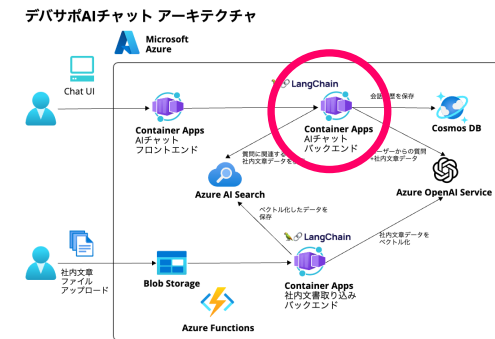 デバサポAIチャット アーキテクチャ
Microsoft
Azure
Chat UI
LangChain
Container Apps
AIチャット
フロントエンド
Container Apps
AIチャット
バックエンド
会話 歴を保存
Cosmos DB
質問に関連する
社内文章データを
ーザーからの質問
+社内文章データ
Azure AI Search
Azure OpenAI Service
ベクトル化したデータを
保存
LangChain
社内文章データを
ベクトル化
社内文章
ファイル
アップロード
Blob Storage
Container Apps
社内文書取り込み
バックエンド
Azure Functions